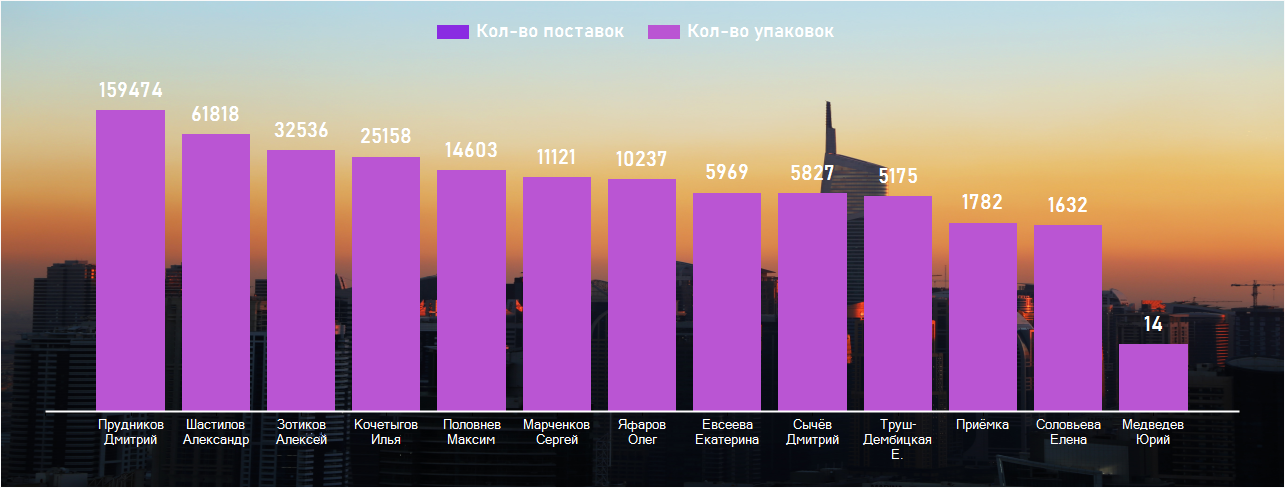 Кол-во поставок Кол-во упаковок
159474
61818
32536
25158
14603
11121
10237
5969
5827
5175
1782
1632
14
Прудников
Дмитрий
Шастилов
Александр
Зотиков
Алексей
Кочетыгов
Илья
Половнев
Максим
Марченков
Сергей
Яфаров
Олег
Евсеева
Екатерина
Сычёв
Дмитрий
Труш-
Дембицкая
Е.
Приёмка
Соловьева
Елена
Медведев
Юрий